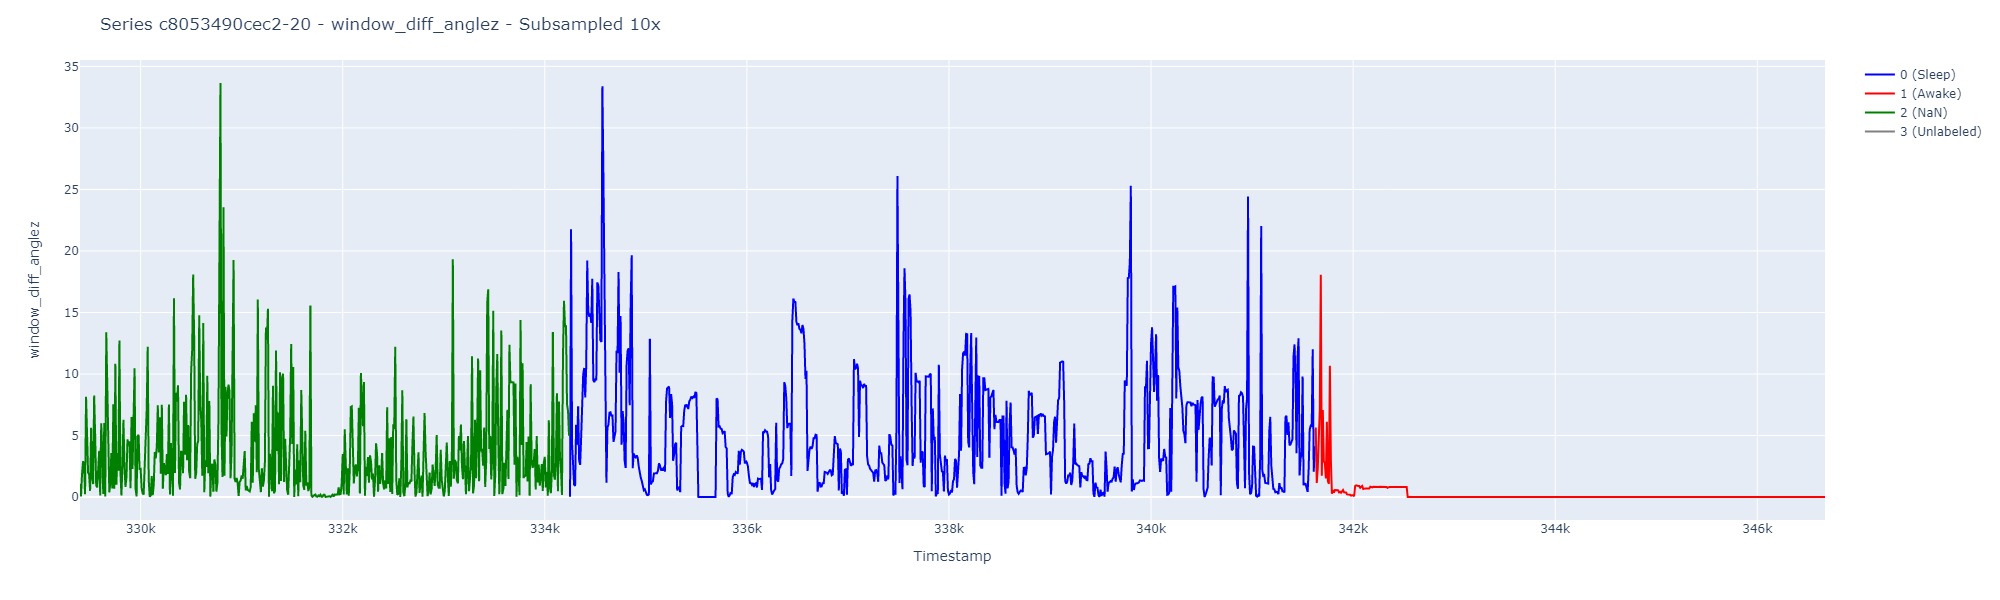 Series c8053490cec2-20 - window_diff_anglez - Subsampled 10x
35
30
25
20
15
10
5
0
window_diff_anglez
330k
332k
334k
336k
338k
340k
342k
344k
346k
Timestamp
0 (Sleep)
1 (Awake)
2 (NaN)
3 (Unlabeled)